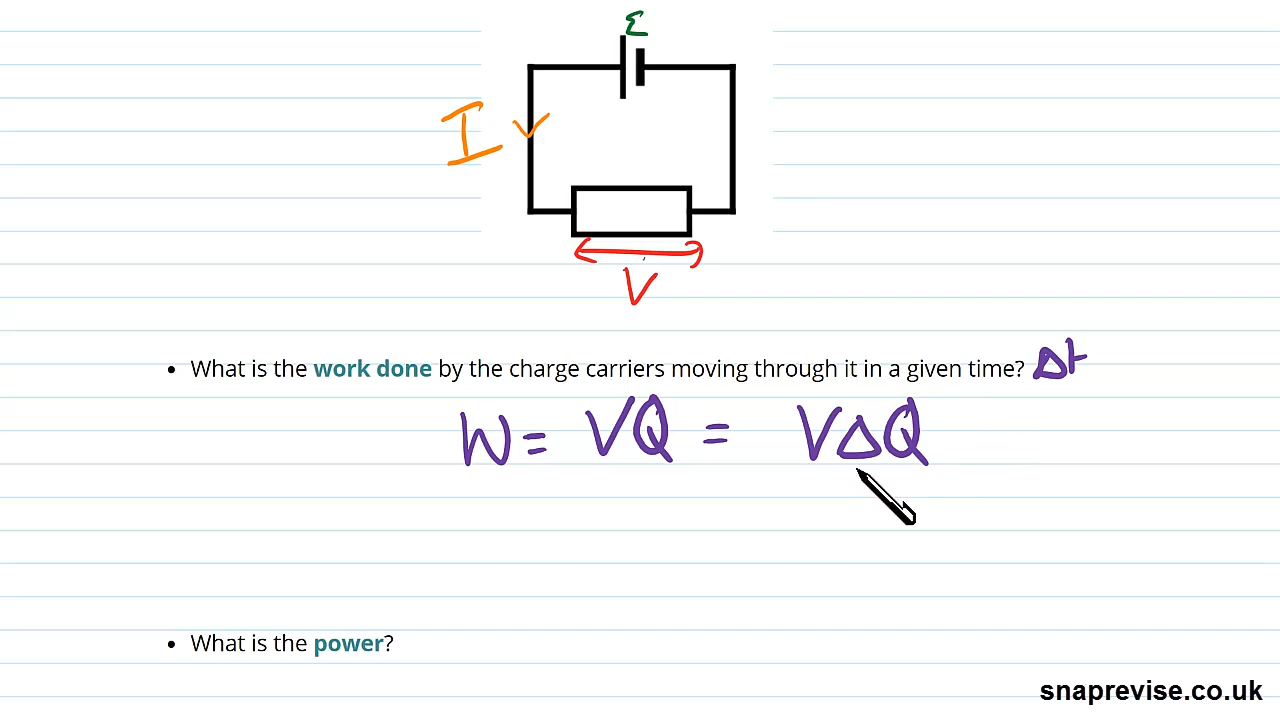 ε
I
V
• What is the work done by the charge carriers moving through it in a given time? Δt
W = VQ = VΔQ
• What is the power?
snaprevise.co.uk